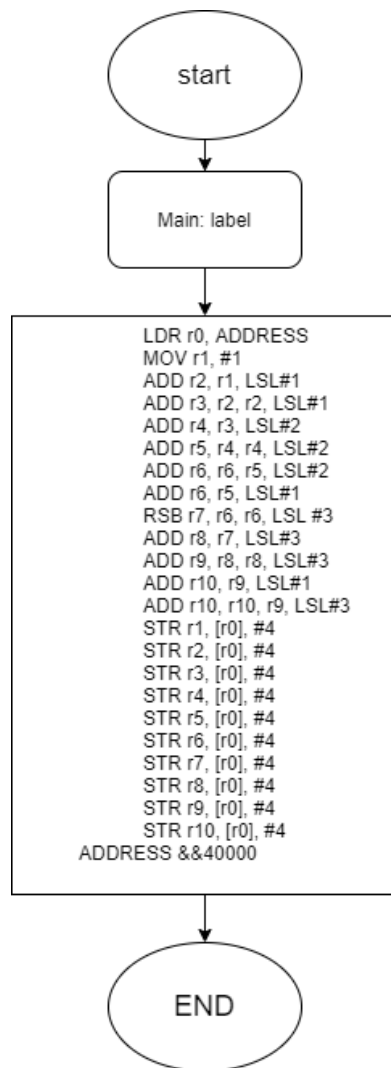 start
Main: label
LDR r0, ADDRESS
MOV r1, #1
ADD r2, r1, LSL#1
ADD r3, r2, r2, LSL#1
ADD r4, r3, LSL#2
ADD r5, r4, r4, LSL#2
ADD r6, r6, r5, LSL#2
ADD r6, r5, LSL#1
RSB r7, r6, r6, LSL #3
ADD r8, r7, LSL#3
ADD r9, r8, r8, LSL#3
ADD r10, r9, LSL#1
ADD r10, r10, r9, LSL#3
STR r1, [r0], #4
STR r2, [r0], #4
STR r3, [r0], #4
STR r4, [r0], #4
STR r5, [r0], #4
STR r6, [r0], #4
STR r7, [r0], #4
STR r8, [r0], #4
STR r9, [r0], #4
STR r10, [r0], #4
ADDRESS &&40000
END